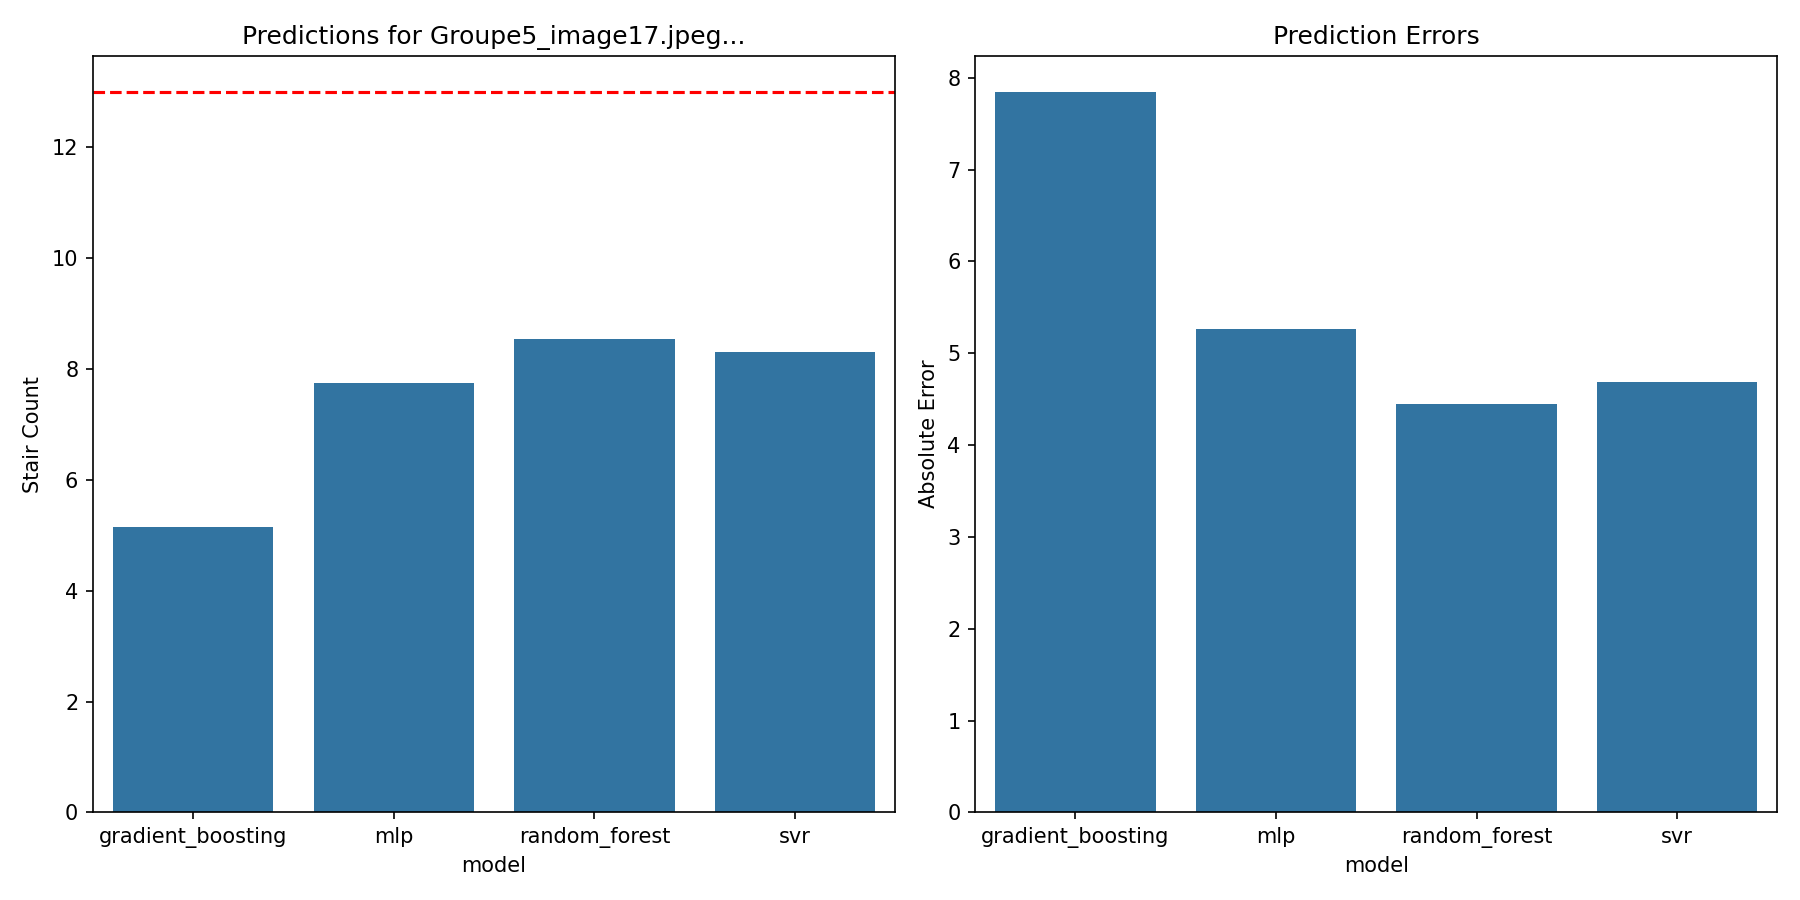 Predictions for Groupe5_image17.jpeg...
Stair Count
12
10
8
6
4
2
0
gradient_boosting mlp random_forest svr
model
Prediction Errors
Absolute Error
8
7
6
5
4
3
2
1
0
gradient_boosting mlp random_forest svr
model